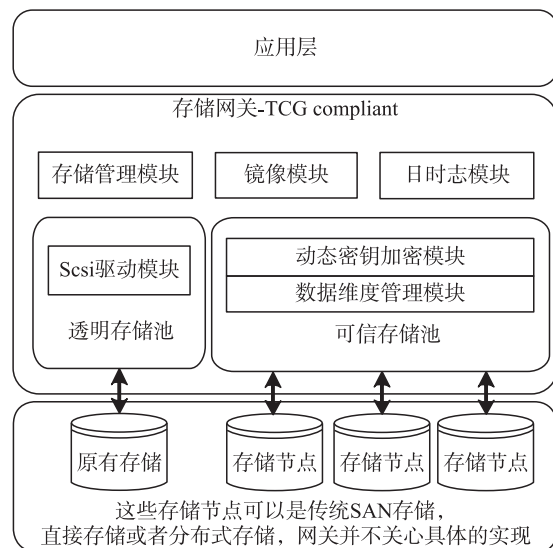 应用层
存储网关-TCG compliant
存储管理模块
镜像模块
日时志模块
Scsi驱动模块
透明存储池
动态密钥加密模块
数据维度管理模块
可信存储池
原有存储
存储节点
存储节点
存储节点
这些存储节点可以是传统SAN存储，
直接存储或者分布式存储，网关并不关心具体的实现